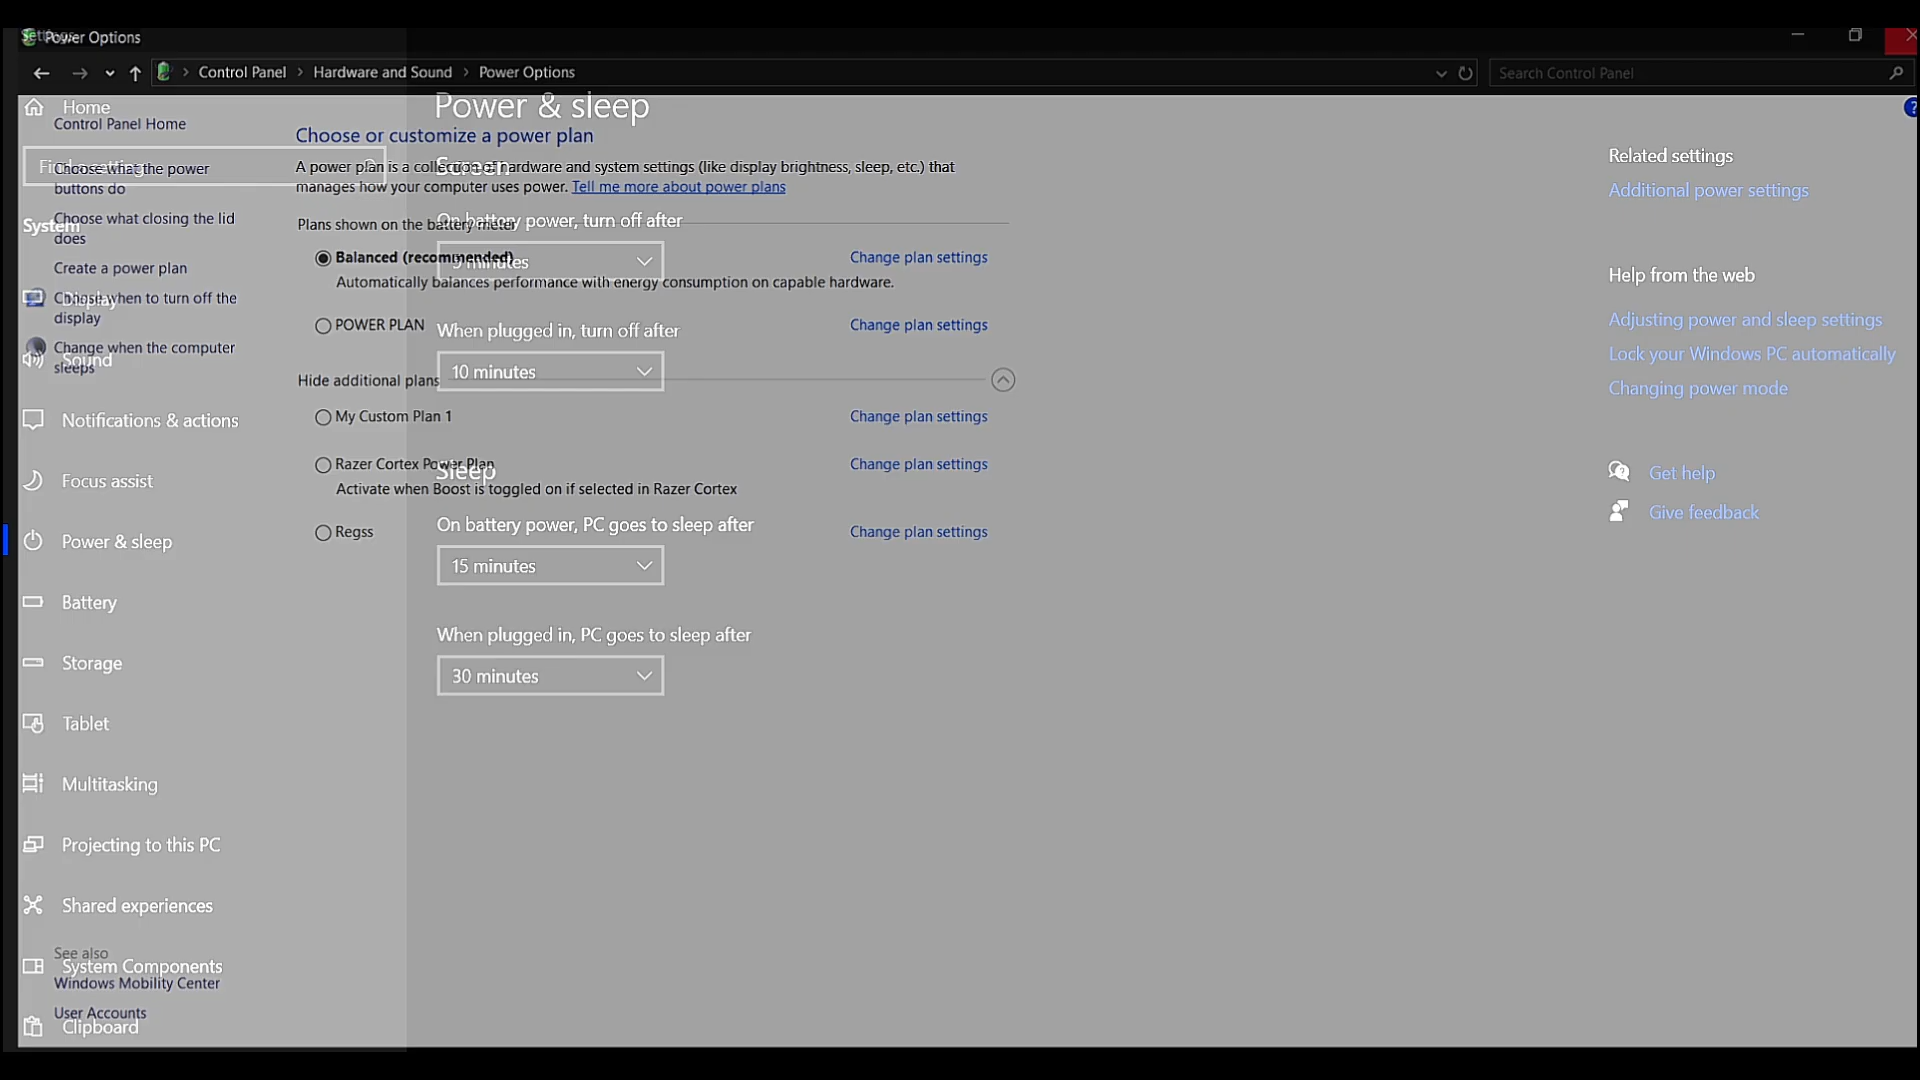 Settings
Power Options
Control Panel > Hardware and Sound > Power Options
Search Control Panel
Home
Control Panel Home
Find a setting
Choose what the power
buttons do
System
Choose what closing the lid
does
Create a power plan
Choose when to turn off the
display
Display
Change when the computer
sleeps
Sound
Notifications & actions
Focus assist
Power & sleep
Battery
Storage
Tablet
Multitasking
Projecting to this PC
Shared experiences
See also
System Components
Windows Mobility Center
User Accounts
Clipboard
Power & sleep
Choose or customize a power plan
A power plan is a collection of hardware and system settings (like display brightness, sleep, etc.) that
manages how your computer uses power. Tell me more about power plans
Screen
Plans shown on the battery meter
On battery power, turn off after
Balanced (recommended) Change plan settings
5 minutes
Automatically balances performance with energy consumption on capable hardware.
POWER PLAN Change plan settings
When plugged in, turn off after
10 minutes
Hide additional plans
My Custom Plan 1 Change plan settings
Razer Cortex Power Plan Change plan settings
Sleep
Activate when Boost is toggled on if selected in Razer Cortex
On battery power, PC goes to sleep after
Regss Change plan settings
15 minutes
When plugged in, PC goes to sleep after
30 minutes
Related settings
Additional power settings
Help from the web
Adjusting power and sleep settings
Lock your Windows PC automatically
Changing power mode
Get help
Give feedback